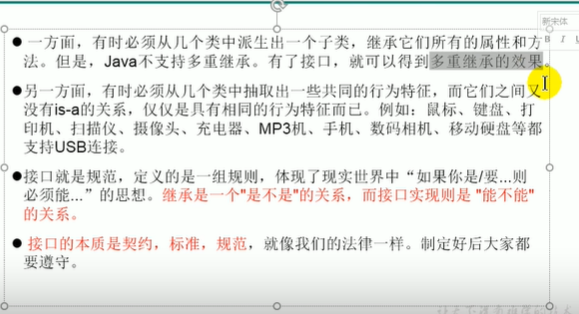 新宋体
B I
● 一方面，有时必须从几个类中派生出一个子类，继承它们所有的属性和方
法。但是，Java不支持多重继承。有了接口，就可以得到多重继承的效果。
● 另一方面，有时必须从几个类中抽取出一些共同的行为特征，而它们之间又
没有is-a的关系，仅仅是具有相同的行为特征而已。例如：鼠标、键盘、打
印机、扫描仪、摄像头、充电器、MP3机、手机、数码相机、移动硬盘等都
支持USB连接。
● 接口就是规范，定义的是一组规则，体现了现实世界中“如果你是/要...则
必须能...”的思想。继承是一个"是不是"的关系，而接口实现则是 "能不能"
的关系。
● 接口的本质是契约，标准，规范，就像我们的法律一样。制定好后大家都
要遵守。